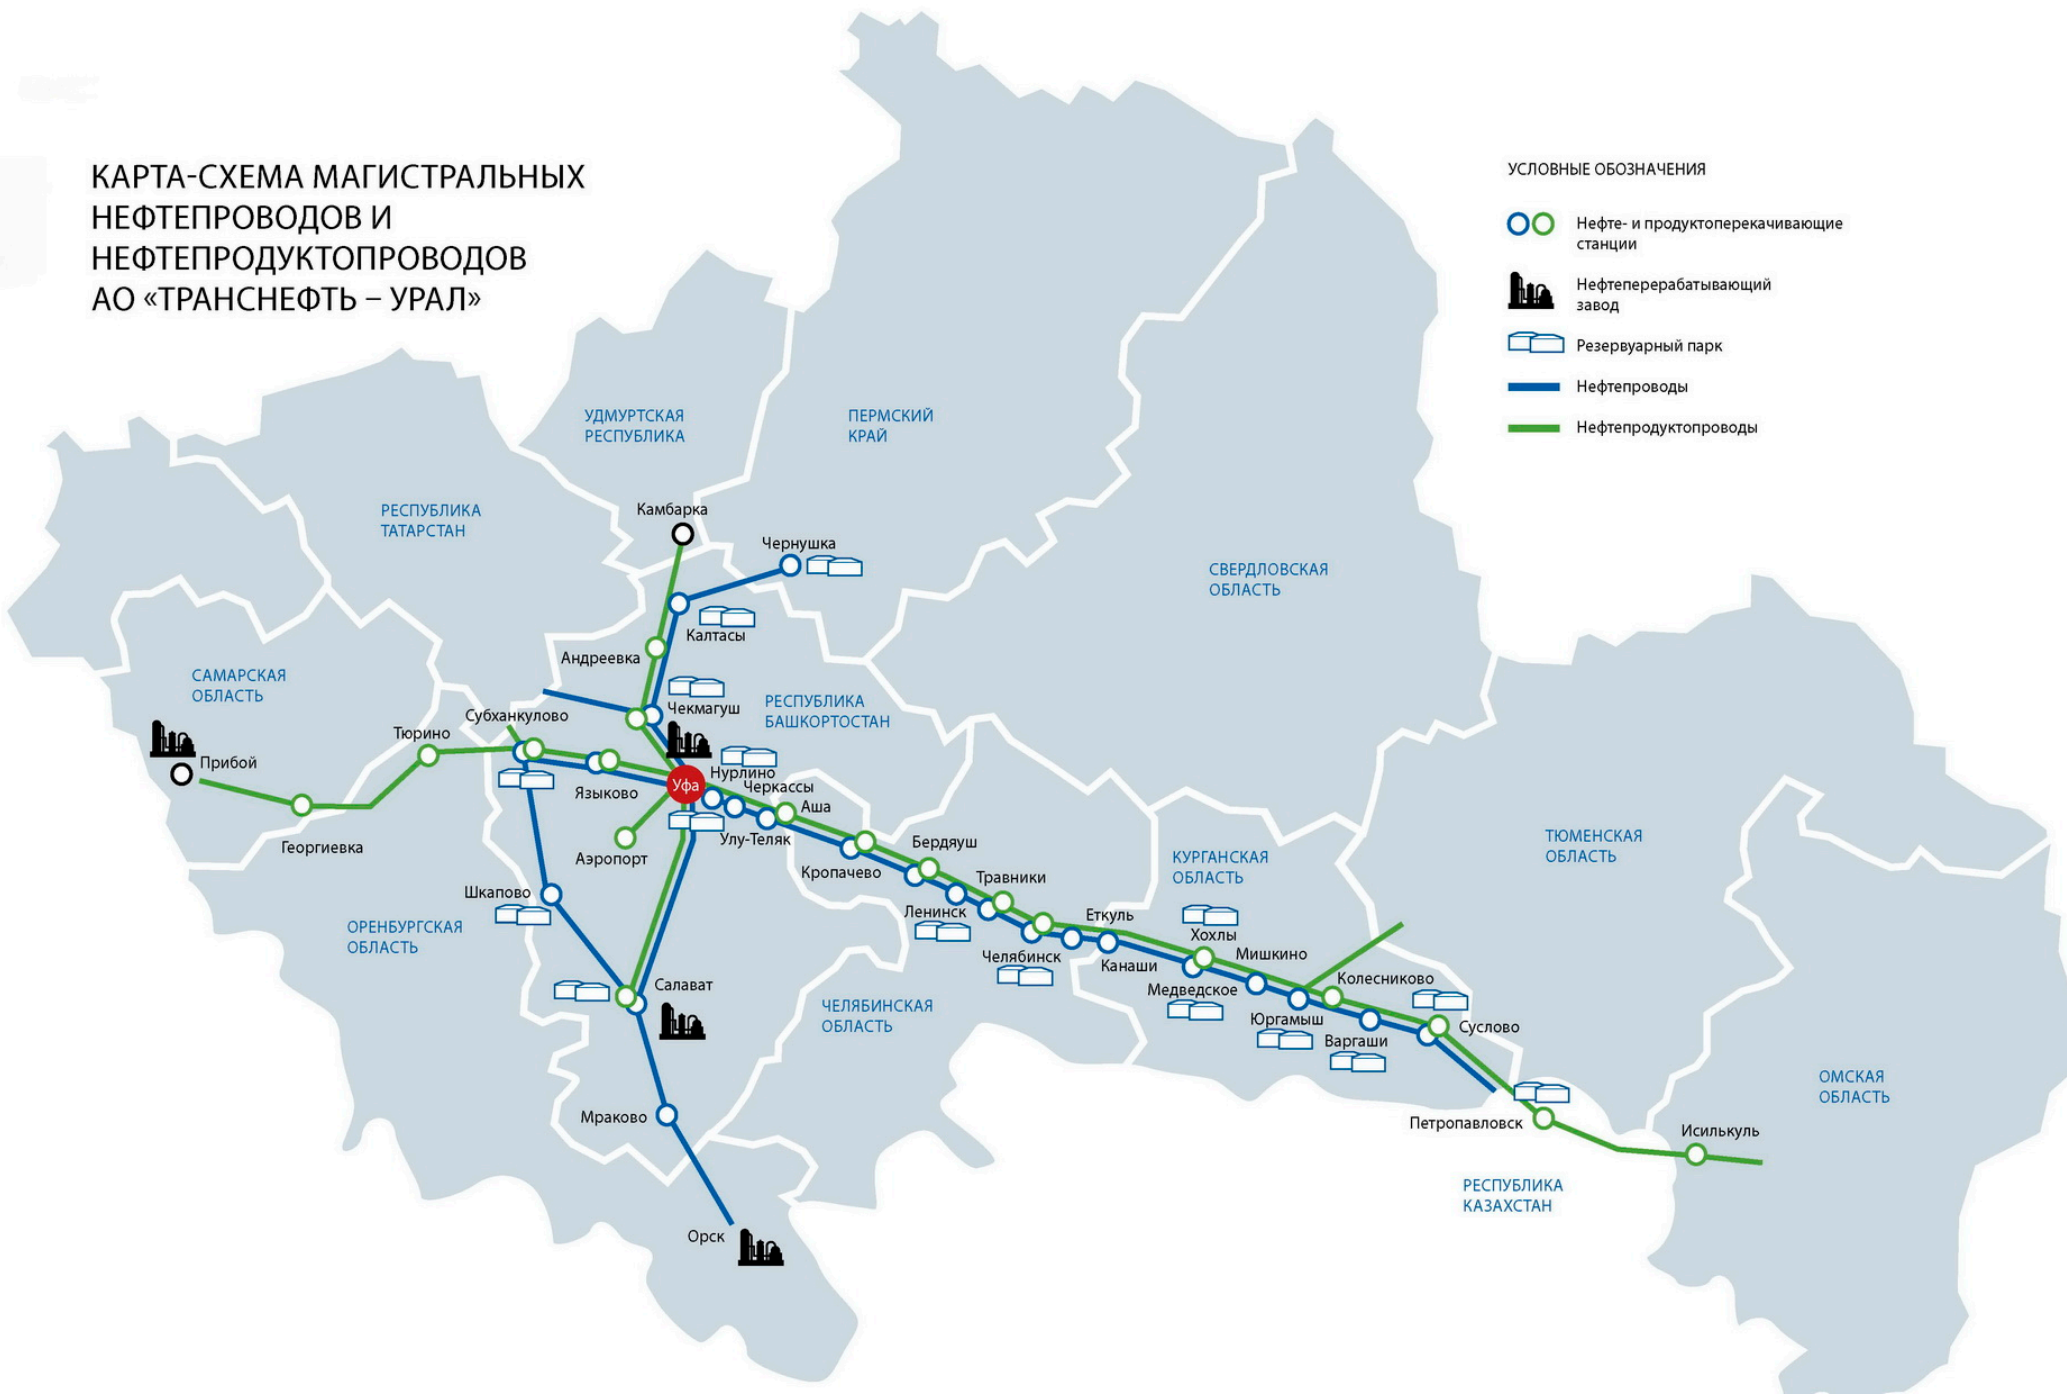 КАРТА-СХЕМА МАГИСТРАЛЬНЫХ
НЕФТЕПРОВОДОВ И
НЕФТЕПРОДУКТОПРОВОДОВ
АО «ТРАНСНЕФТЬ – УРАЛ»
УСЛОВНЫЕ ОБОЗНАЧЕНИЯ
Нефте- и продуктоперекачивающие
станции
Нефтеперерабатывающий
завод
Резервуарный парк
Нефтепроводы
Нефтепродуктопроводы
УДМУРТСКАЯ
РЕСПУБЛИКА
ПЕРМСКИЙ
КРАЙ
РЕСПУБЛИКА
ТАТАРСТАН
Камбарка
Чернушка
СВЕРДЛОВСКАЯ
ОБЛАСТЬ
Калтасы
Андреевка
САМАРСКАЯ
ОБЛАСТЬ
РЕСПУБЛИКА
БАШКОРТОСТАН
Чекмагуш
Субханкулово
Тюрино
Прибой
Нурлино
Уфа
Черкассы
Языково
Аша
Улу-Теляк
Георгиевка
Аэропорт
Бердяуш
Кропачево
ТЮМЕНСКАЯ
ОБЛАСТЬ
КУРГАНСКАЯ
ОБЛАСТЬ
Травники
Шкапово
Ленинск
Еткуль
ОРЕНБУРГСКАЯ
ОБЛАСТЬ
Хохлы
Челябинск
Канаши
Мишкино
Салават
Медведское
Колесниково
ЧЕЛЯБИНСКАЯ
ОБЛАСТЬ
Юргамыш
Суслово
Варгаши
ОМСКАЯ
ОБЛАСТЬ
Мраково
Петропавловск
Исилькуль
РЕСПУБЛИКА
КАЗАХСТАН
Орск